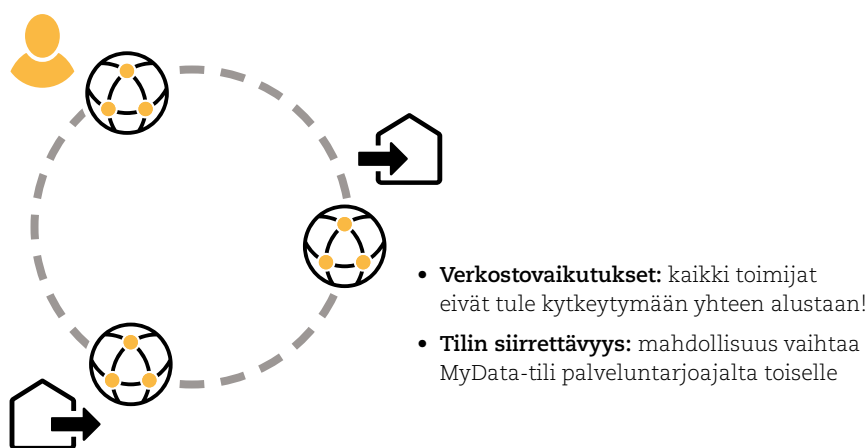 • Verkostovaikutukset: kaikki toimijat
eivät tule kytkeytymään yhteen alustaan!
• Tilin siirrettävyys: mahdollisuus vaihtaa
MyData-tili palveluntarjoajalta toiselle